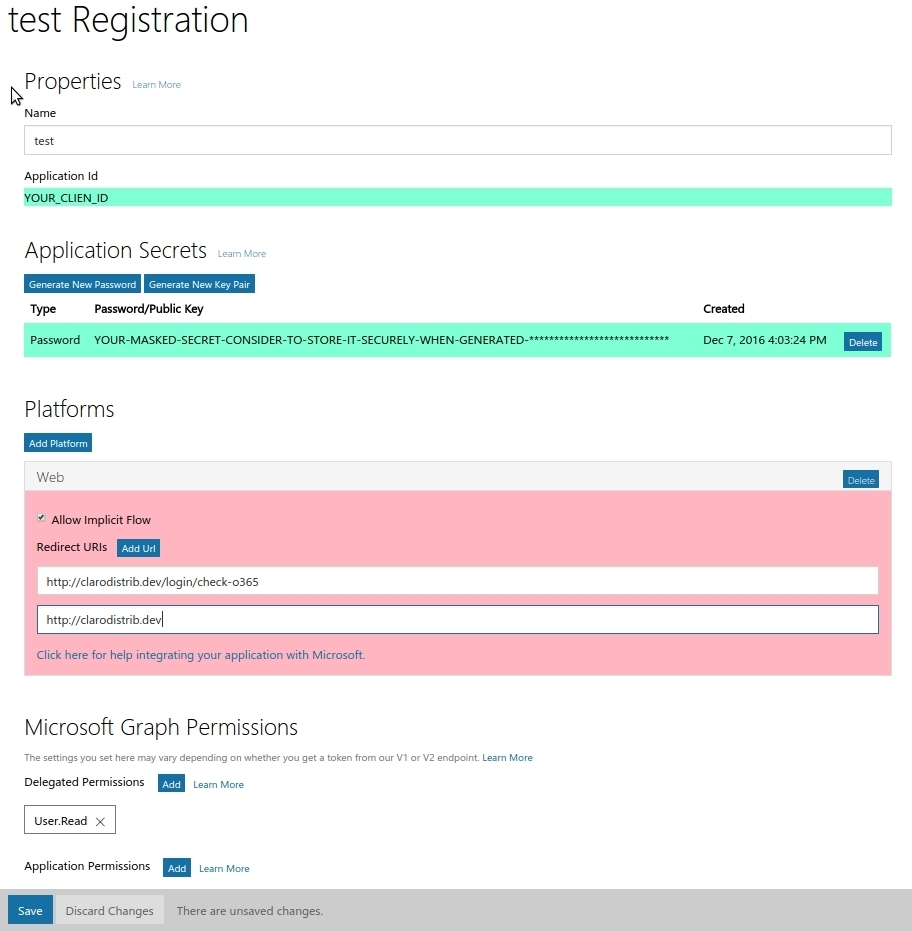 test Registration
Properties Learn More
Name
test
Application Id
YOUR_CLIEN_ID
Application Secrets Learn More
Generate New Password Generate New Key Pair
Type Password/Public Key Created
Password YOUR-MASKED-SECRET-CONSIDER-TO-STORE-IT-SECURELY-WHEN-GENERATED-**************************** Dec 7, 2016 4:03:24 PM Delete
Platforms
Add Platform
Web Delete
Allow Implicit Flow
Redirect URIs Add Url
http://clarodistrib.dev/login/check-o365
http://clarodistrib.dev
Click here for help integrating your application with Microsoft.
Microsoft Graph Permissions
The settings you set here may vary depending on whether you get a token from our V1 or V2 endpoint. Learn More
Delegated Permissions Add Learn More
User.Read
Application Permissions Add Learn More
Save Discard Changes There are unsaved changes.